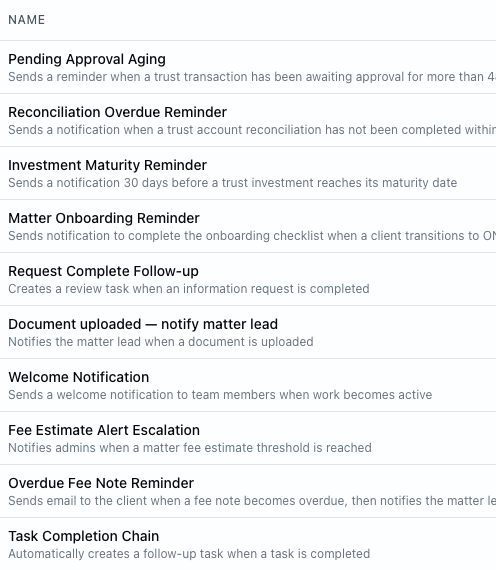 NAME
Pending Approval Aging
Sends a reminder when a trust transaction has been awaiting approval for more than
Reconciliation Overdue Reminder
Sends a notification when a trust account reconciliation has not been completed
Investment Maturity Reminder
Sends a notification 30 days before a trust investment reaches its maturity date
Matter Onboarding Reminder
Sends notification to complete the onboarding checklist when a client transitions to
Request Complete Follow-up
Creates a review task when an information request is completed
Document uploaded — notify matter lead
Notifies the matter lead when a document is uploaded
Welcome Notification
Sends a welcome notification to team members when work becomes active
Fee Estimate Alert Escalation
Notifies admins when a matter fee estimate threshold is reached
Overdue Fee Note Reminder
Sends email to the client when a fee note becomes overdue, then notifies the matter
Task Completion Chain
Automatically creates a follow-up task when a task is completed